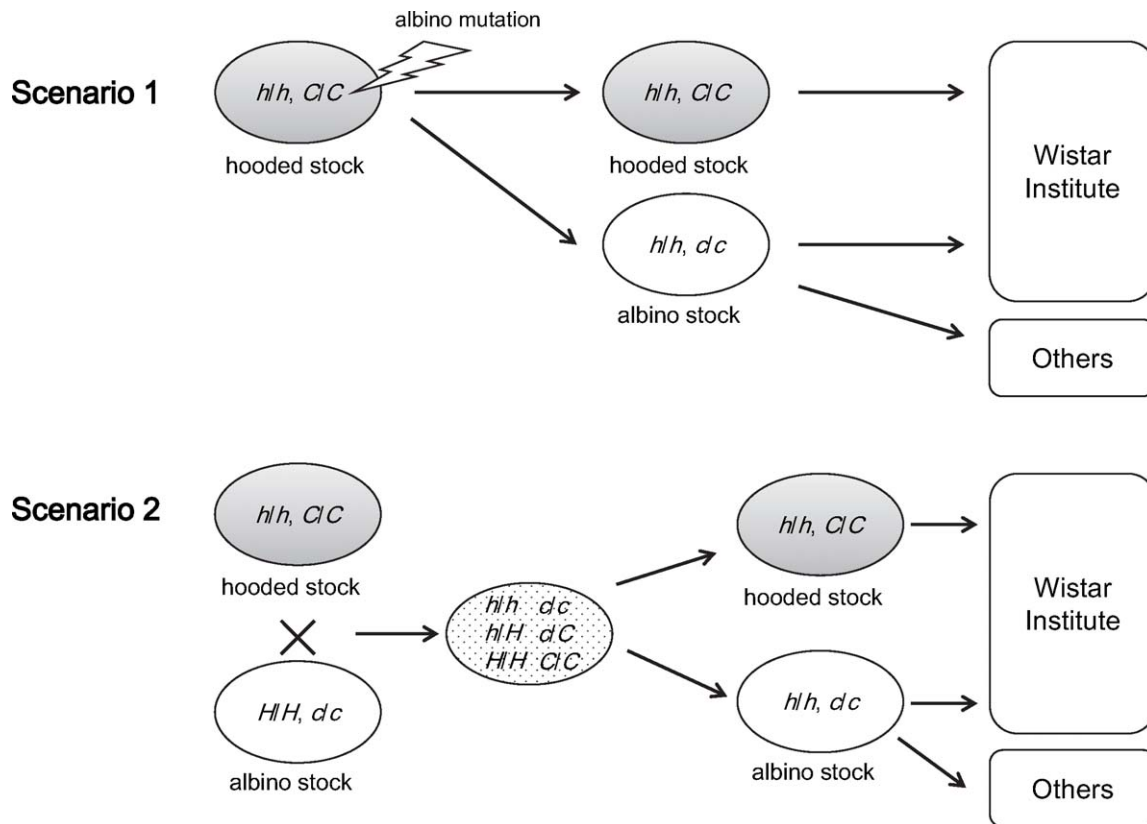 albino mutation
Scenario 1
h/h, C/C
hooded stock
h/h, C/C
hooded stock
h/h, c/c
albino stock
Wistar
Institute
Others
Scenario 2
h/h, C/C
hooded stock
H/H, c/c
albino stock
h/h c/c
h/H c/C
H/H C/C
h/h, C/C
hooded stock
h/h, c/c
albino stock
Wistar
Institute
Others